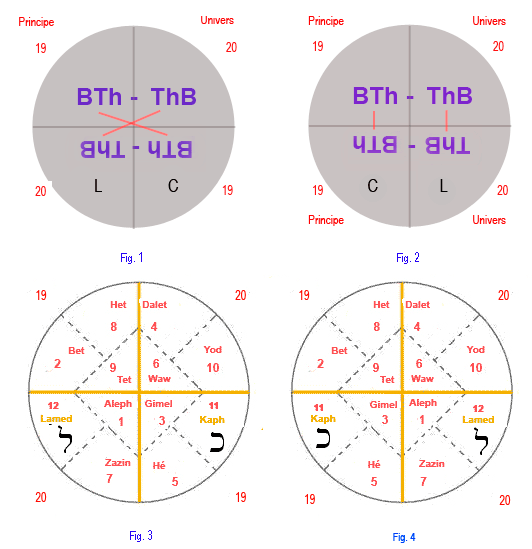 Principe Univers
19 20
BTh - ThB
ThB - BTh
L C
20 19
Fig. 1
Univers
19 20
BTh - ThB
BTh - ThB
C L
19 20
Principe Univers
Fig. 2
19 20
Het Dalet
8 4
Bet Yod
2 9 6 10
Tet Waw
12 Aleph Gimel 11
Lamed 1 3 Kaph
ל כ
Zazin Hé
7 5
20 19
Fig. 3
19 20
Het Dalet
8 4
Bet Yod
2 9 6 10
Tet Waw
11 Gimel Aleph 12
Kaph 3 1 Lamed
כ ל
Hé Zazin
5 7
19 20
Fig. 4